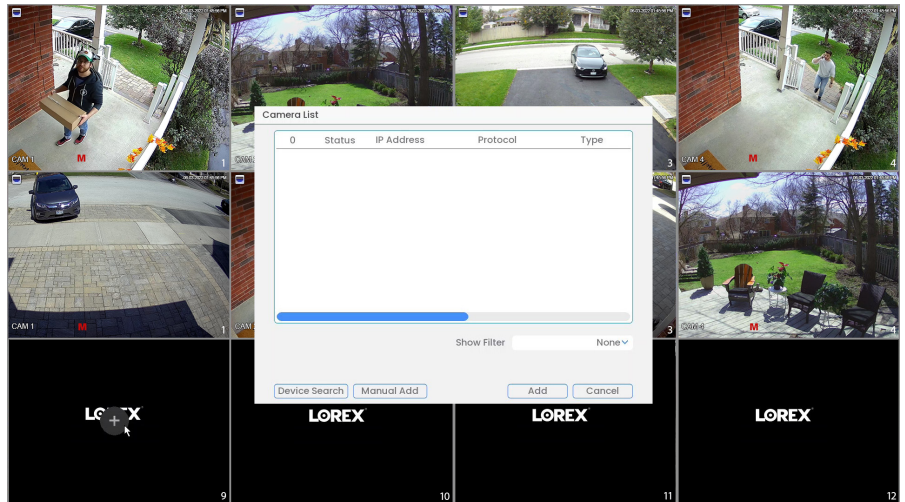 CAM 1
M
1
3
CAM 4
M
4
Camera List
0 Status IP Address Protocol Type
Show Filter None
Device Search Manual Add Add Cancel
CAM 1
M
1
3
CAM 4
M
4
9
LOREX
10
LOREX
11
LOREX
12